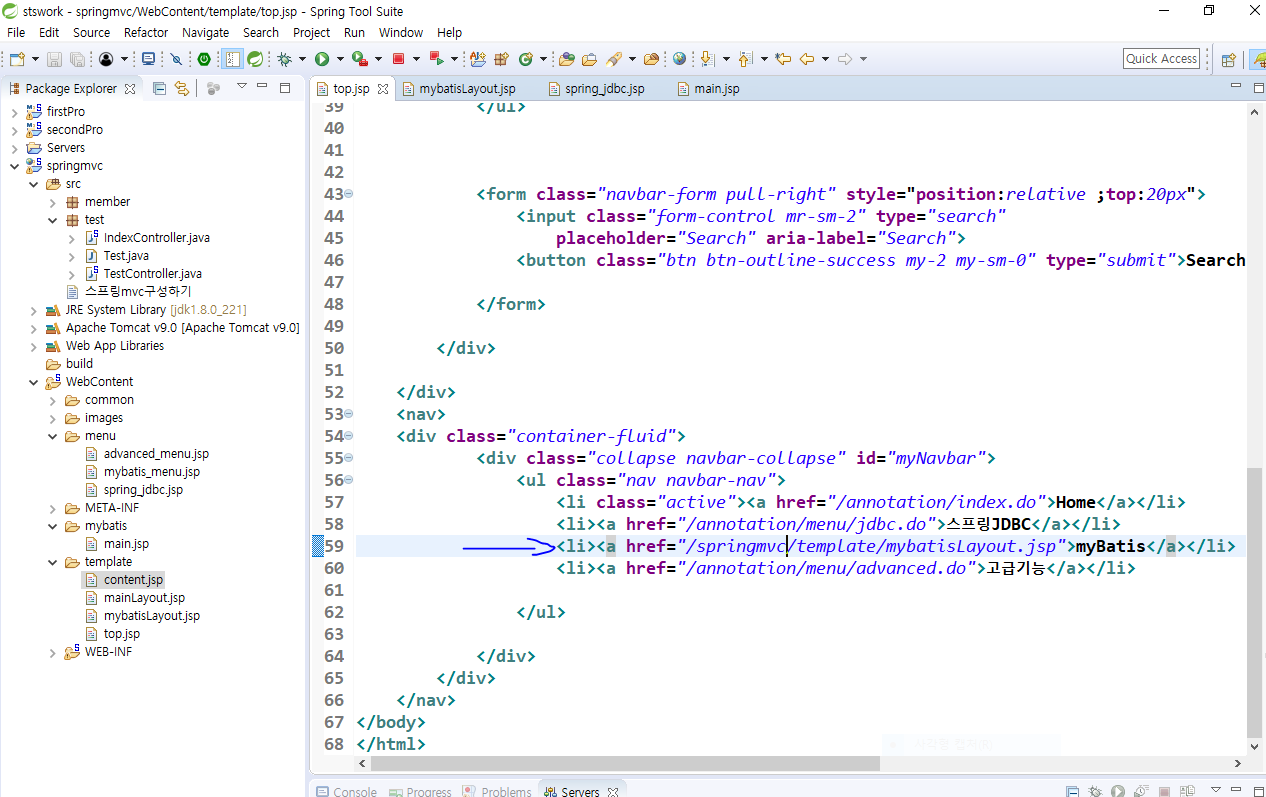 stswork - springmvc/WebContent/template/top.jsp - Spring Tool Suite
File Edit Source Refactor Navigate Search Project Run Window Help
Quick Access
Package Explorer
firstPro
secondPro
Servers
springmvc
src
member
test
IndexController.java
Test.java
TestController.java
스프링mvc구성하기
JRE System Library [jdk1.8.0_221]
Apache Tomcat v9.0 [Apache Tomcat v9.0]
Web App Libraries
build
WebContent
common
images
menu
advanced_menu.jsp
mybatis_menu.jsp
spring_jdbc.jsp
META-INF
mybatis
main.jsp
template
content.jsp
mainLayout.jsp
mybatisLayout.jsp
top.jsp
WEB-INF
top.jsp mybatisLayout.jsp spring_jdbc.jsp main.jsp
39 </ul>
40
41
42
43 <form class="navbar-form pull-right" style="position:relative ;top:20px">
44 <input class="form-control mr-sm-2" type="search"
45 placeholder="Search" aria-label="Search">
46 <button class="btn btn-outline-success my-2 my-sm-0" type="submit">Search
47
48 </form>
49
50 </div>
51
52 </div>
53 <nav>
54 <div class="container-fluid">
55 <div class="collapse navbar-collapse" id="myNavbar">
56 <ul class="nav navbar-nav">
57 <li class="active"><a href="/annotation/index.do">Home</a></li>
58 <li><a href="/annotation/menu/jdbc.do">스프링JDBC</a></li>
59 <li><a href="/springmvc/template/mybatisLayout.jsp">myBatis</a></li>
60 <li><a href="/annotation/menu/advanced.do">고급기능</a></li>
61
62 </ul>
63
64 </div>
65 </div>
66 </nav>
67 </body>
68 </html>
Console Progress Problems Servers